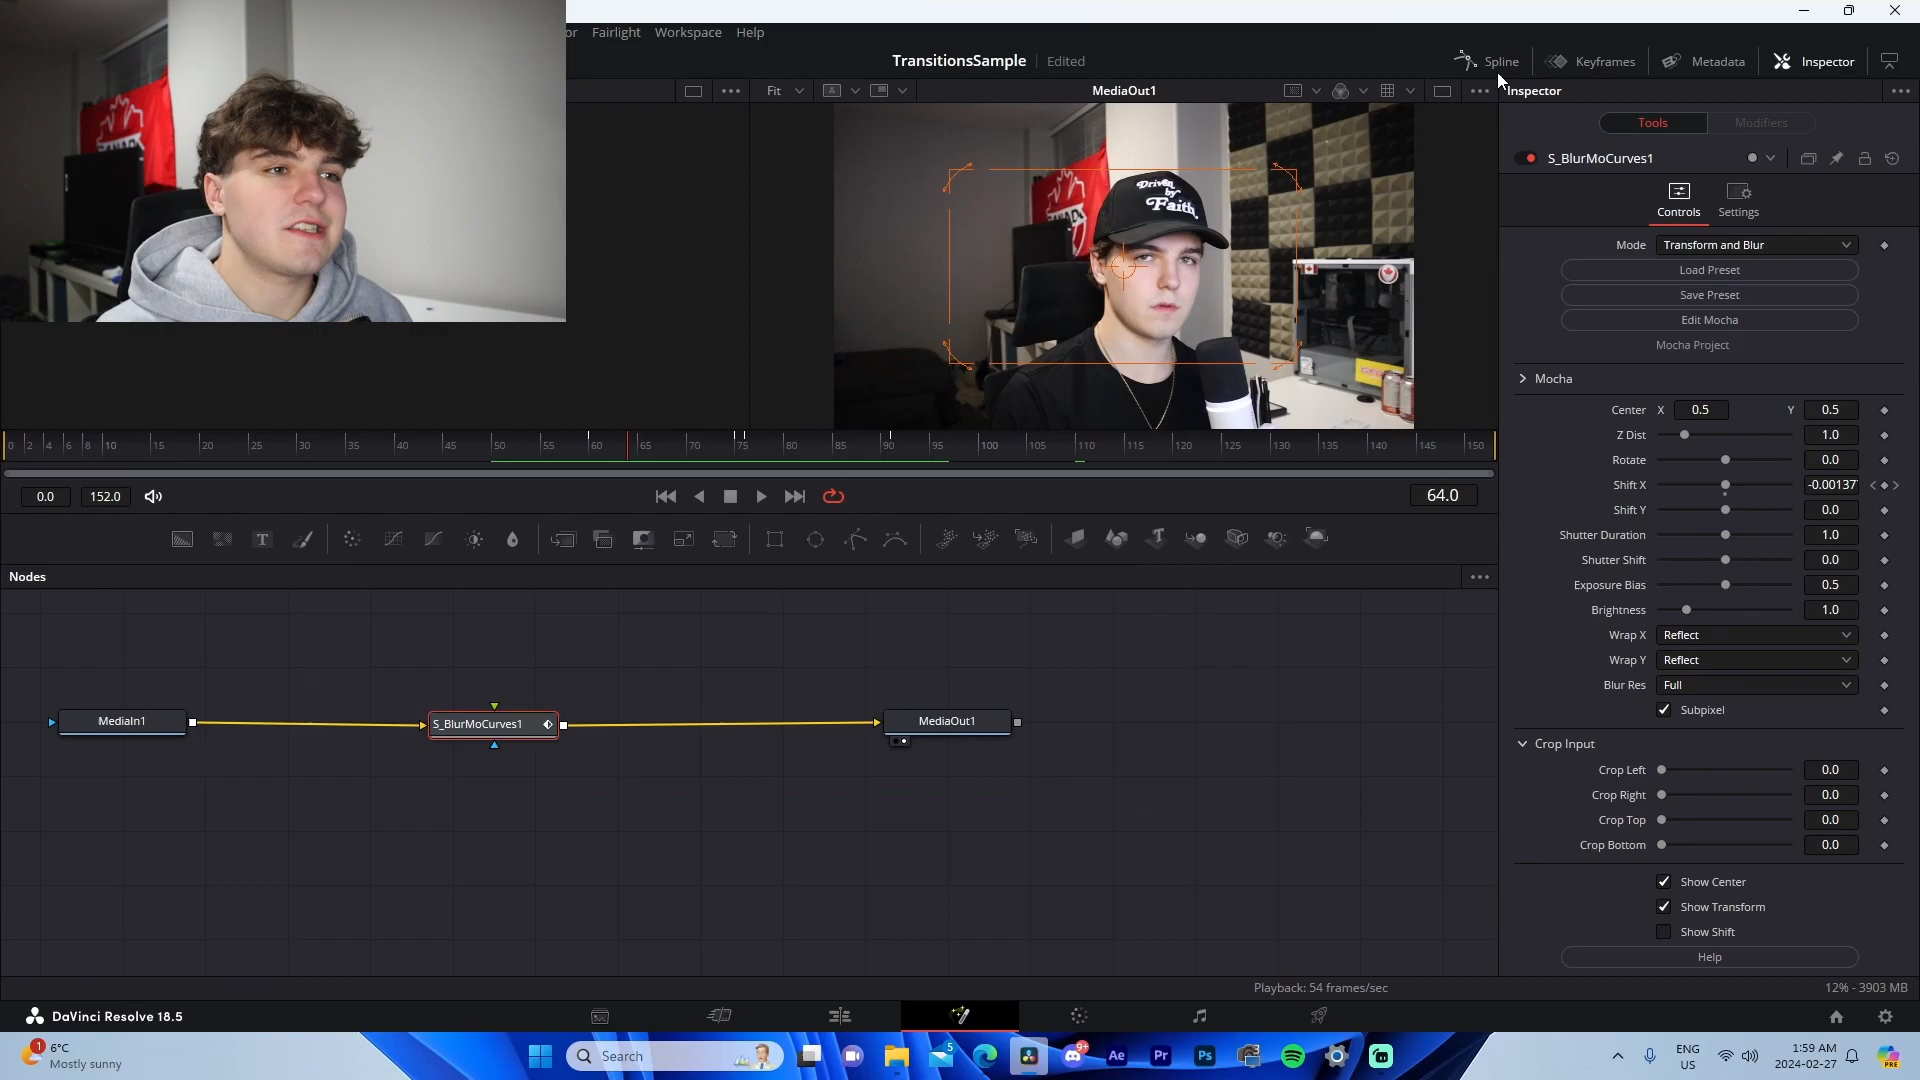 or Fairlight Workspace Help
TransitionsSample Edited
Spline Keyframes Metadata Inspector
Fit A MediaOut1 Inspector
Tools Modifiers
S_BlurMoCurves1
Controls Settings
Mode Transform and Blur
Load Preset
Save Preset
Edit Mocha
Mocha Project
Mocha
Center X 0.5 Y 0.5
Z Dist 1.0
Rotate 0.0
Shift X -0.00137
Shift Y 0.0
Shutter Duration 1.0
Shutter Shift 0.0
Exposure Bias 0.5
Brightness 1.0
Wrap X Reflect
Wrap Y Reflect
Blur Res Full
Subpixel
Crop Input
Crop Left 0.0
Crop Right 0.0
Crop Top 0.0
Crop Bottom 0.0
Show Center
Show Transform
Show Shift
Help
Driven
by
Faith
0 2 4 6 8 10 15 20 25 30 35 40 45 50 55 60 65 70 75 80 85 90 95 100 105 110 115 120 125 130 135 140 145 150
0.0 152.0 64.0
Nodes
MediaIn1 S_BlurMoCurves1 MediaOut1
Playback: 54 frames/sec 12% - 3903 MB
DaVinci Resolve 18.5
1 6°C
Mostly sunny
Search
5 9+ Ae Pr Ps
ENG
US
1:59 AM
2024-02-27
PRE